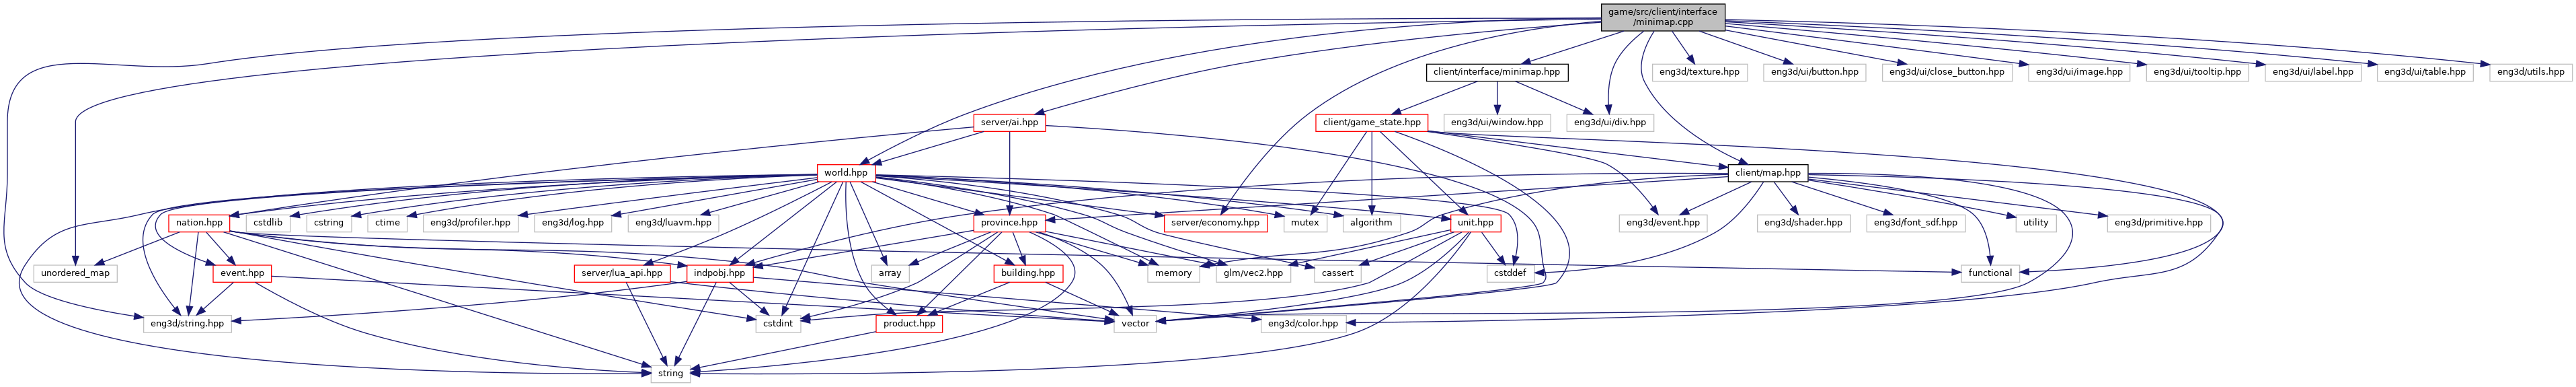 game/src/client/interface
/minimap.cpp
client/interface/minimap.hpp
eng3d/texture.hpp
eng3d/ui/button.hpp
eng3d/ui/close_button.hpp
eng3d/ui/image.hpp
eng3d/ui/tooltip.hpp
eng3d/ui/label.hpp
eng3d/ui/table.hpp
eng3d/utils.hpp
server/ai.hpp
client/game_state.hpp
eng3d/ui/window.hpp
eng3d/ui/div.hpp
world.hpp
client/map.hpp
nation.hpp
cstdlib
cstring
ctime
eng3d/profiler.hpp
eng3d/log.hpp
eng3d/luavm.hpp
province.hpp
server/economy.hpp
mutex
algorithm
unit.hpp
eng3d/event.hpp
eng3d/shader.hpp
eng3d/font_sdf.hpp
utility
eng3d/primitive.hpp
unordered_map
event.hpp
server/lua_api.hpp
indpobj.hpp
array
building.hpp
memory
glm/vec2.hpp
cassert
cstddef
functional
eng3d/string.hpp
cstdint
product.hpp
vector
eng3d/color.hpp
string